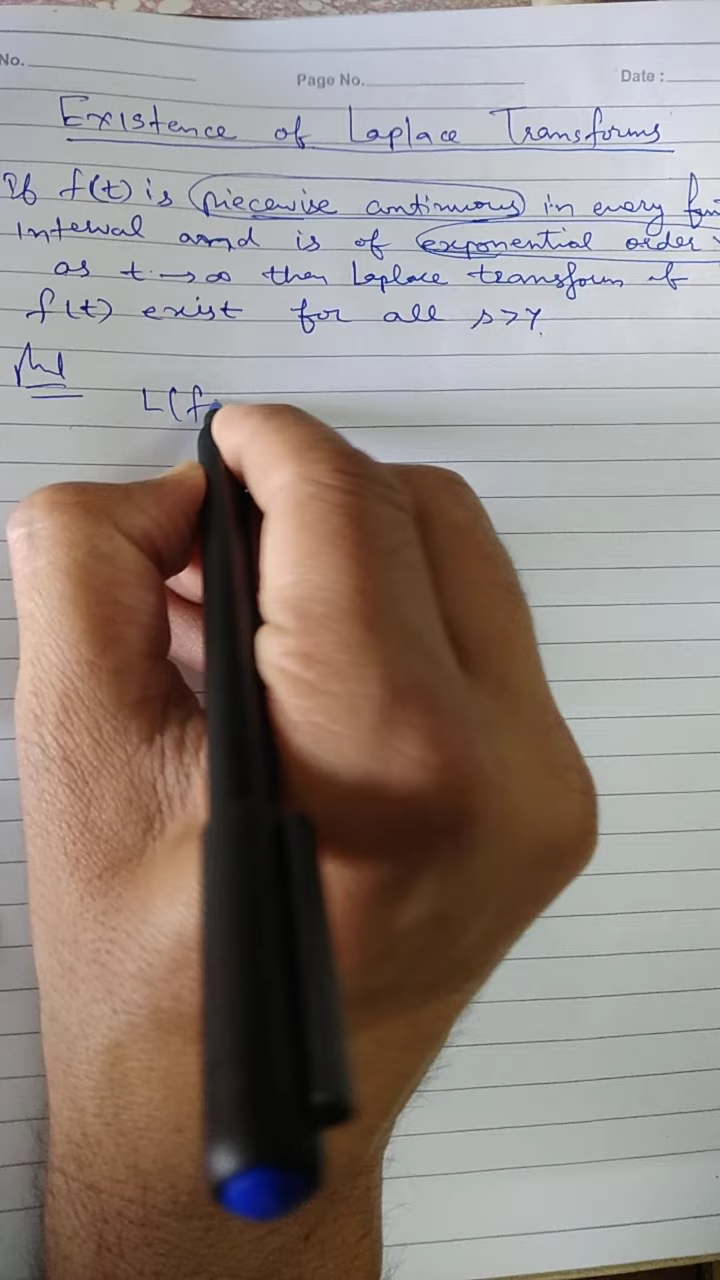 No.
Page No.
Date :
Existence of Laplace Transforms
If f(t) is piecewise continuous in every
Interval and is of exponential order
as t → ∞ then Laplace transform of
f(t) exist for all s > γ.
L(f